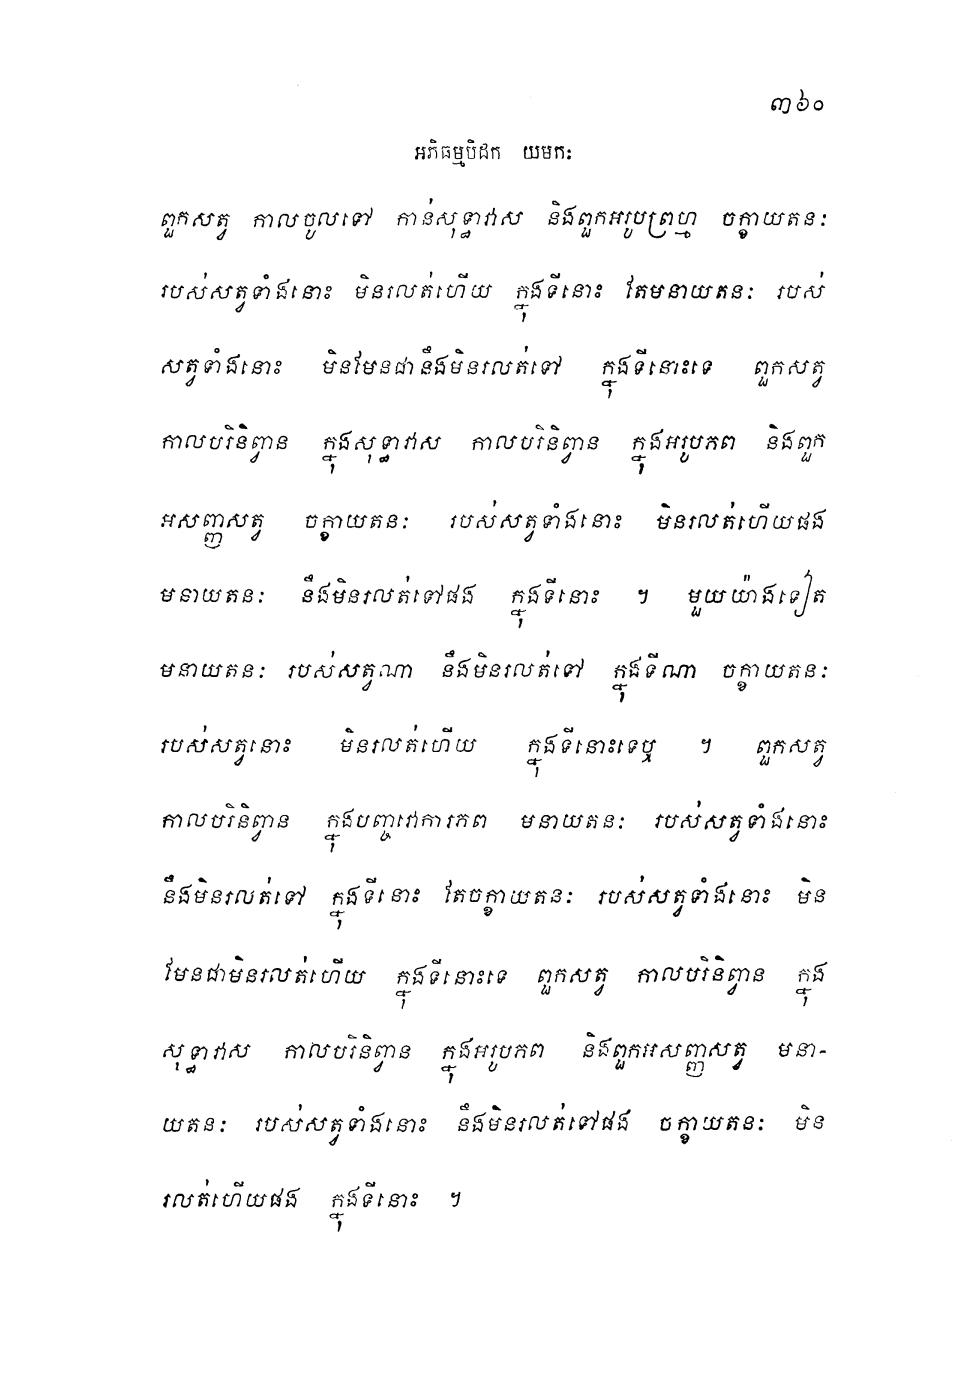 ៣៦០
អភិធម្មបិដក យមកៈ
ពួកសត្វ កាលចូលទៅ កាន់សុទ្ធាវាស និងពួកអរូបព្រហ្ម ចក្ខាយតនៈ
របស់សត្វទាំងនោះ មិនរលត់ហើយ ក្នុងទីនោះ តែមនាយតនៈ របស់
សត្វទាំងនោះ មិនមែនជានឹងមិនរលត់ទៅ ក្នុងទីនោះទេ ពួកសត្វ
កាលបរិនិព្វាន ក្នុងសុទ្ធាវាស កាលបរិនិព្វាន ក្នុងអរូបភព និងពួក
អសញ្ញសត្វ ចក្ខាយតនៈ របស់សត្វទាំងនោះ មិនរលត់ហើយផង
មនាយតនៈ នឹងមិនរលត់ទៅផង ក្នុងទីនោះ ។ មួយយ៉ាងទៀត
មនាយតនៈ របស់សត្វណា នឹងមិនរលត់ទៅ ក្នុងទីណា ចក្ខាយតនៈ
របស់សត្វនោះ មិនរលត់ហើយ ក្នុងទីនោះទេឬ ។ ពួកសត្វ
កាលបរិនិព្វាន ក្នុងបញ្ចវោការភព មនាយតនៈ របស់សត្វទាំងនោះ
នឹងមិនរលត់ទៅ ក្នុងទីនោះ តែចក្ខាយតនៈ របស់សត្វទាំងនោះ មិន
មែនជាមិនរលត់ហើយ ក្នុងទីនោះទេ ពួកសត្វ កាលបរិនិព្វាន ក្នុង
សុទ្ធាវាស កាលបរិនិព្វាន ក្នុងអរូបភព និងពួកអសញ្ញសត្វ មនា-
យតនៈ របស់សត្វទាំងនោះ នឹងមិនរលត់ទៅផង ចក្ខាយតនៈ មិន
រលត់ហើយផង ក្នុងទីនោះ ។